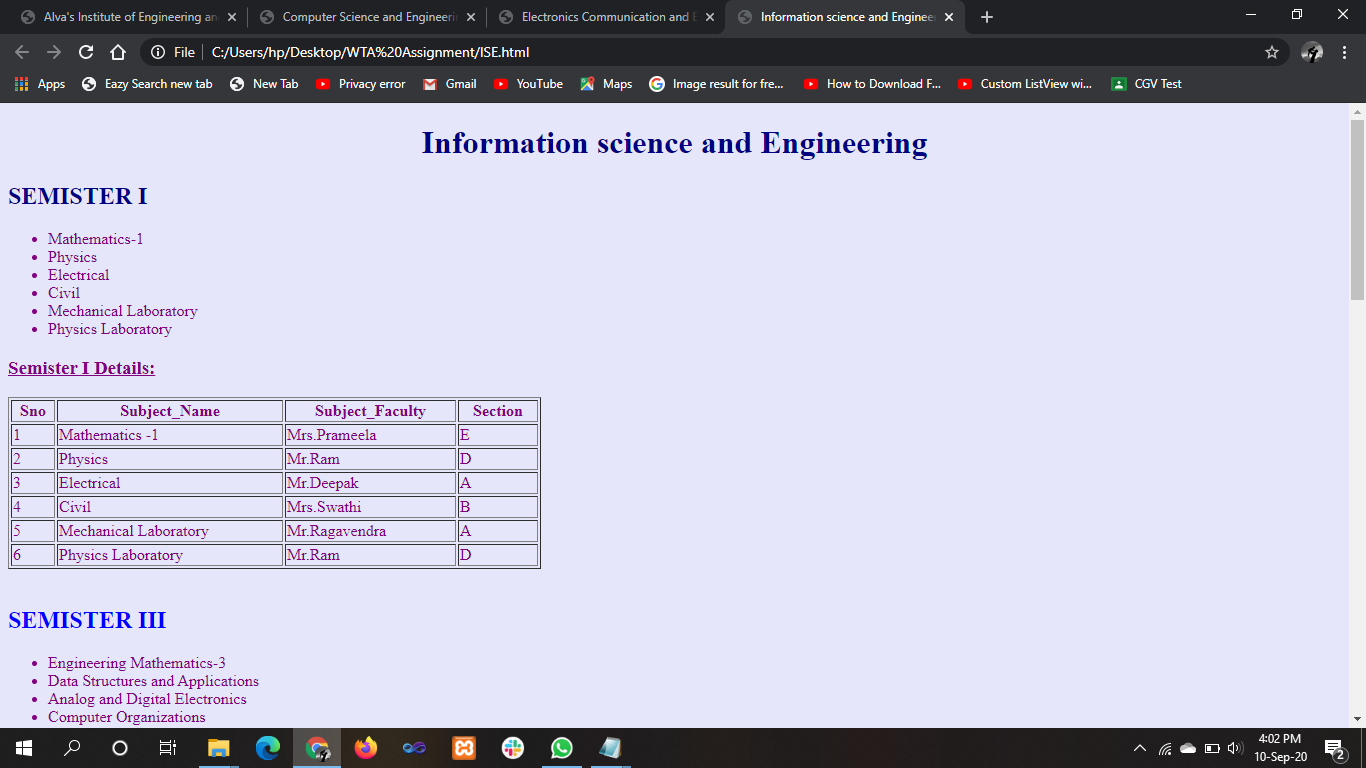 Alva's Institute of Engineering an
Computer Science and Engineerin
Electronics Communication and E
Information science and Enginee
File
C:/Users/hp/Desktop/WTA%20Assignment/ISE.html
Apps
Eazy Search new tab
New Tab
Privacy error
Gmail
YouTube
Maps
Image result for fre...
How to Download F...
Custom ListView wi...
CGV Test
Information science and Engineering
SEMISTER I
• Mathematics-1
• Physics
• Electrical
• Civil
• Mechanical Laboratory
• Physics Laboratory
Semister I Details:
Sno Subject_Name Subject_Faculty Section
1 Mathematics -1 Mrs.Prameela E
2 Physics Mr.Ram D
3 Electrical Mr.Deepak A
4 Civil Mrs.Swathi B
5 Mechanical Laboratory Mr.Ragavendra A
6 Physics Laboratory Mr.Ram D
SEMISTER III
• Engineering Mathematics-3
• Data Structures and Applications
• Analog and Digital Electronics
• Computer Organizations
4:02 PM
10-Sep-20
2